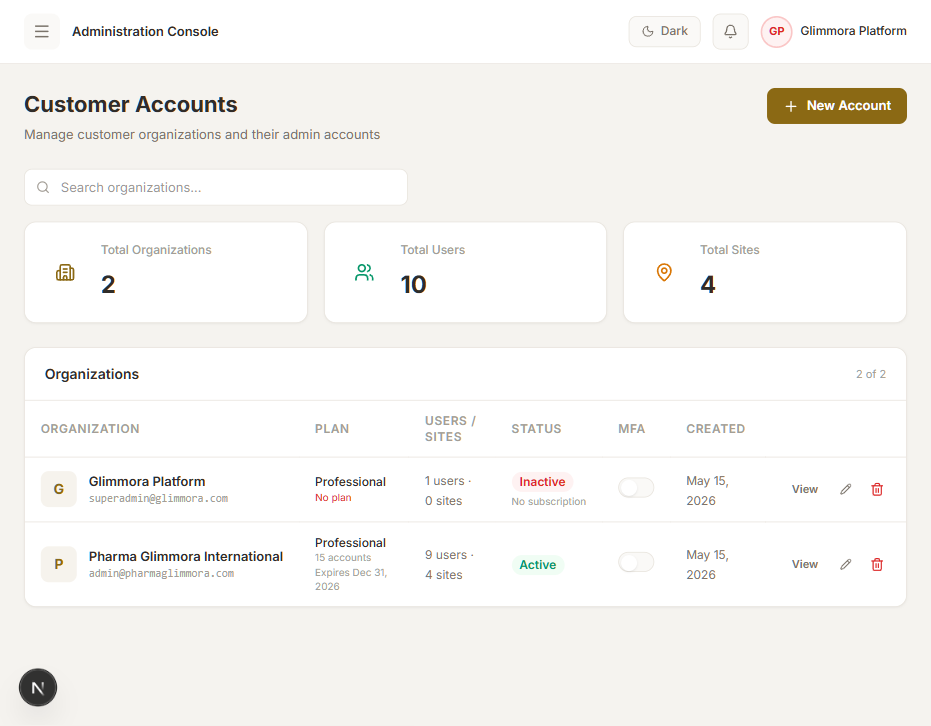 Administration Console
Dark
GP
Glimmora Platform
Customer Accounts
Manage customer organizations and their admin accounts
+ New Account
Search organizations...
Total Organizations
2
Total Users
10
Total Sites
4
Organizations
2 of 2
ORGANIZATION
PLAN
USERS /
SITES
STATUS
MFA
CREATED
G
Glimmora Platform
superadmin@glimmora.com
Professional
No plan
1 users ·
0 sites
Inactive
No subscription
May 15,
2026
View
P
Pharma Glimmora International
admin@pharmaglimmora.com
Professional
15 accounts
Expires Dec 31,
2026
9 users ·
4 sites
Active
May 15,
2026
View
N